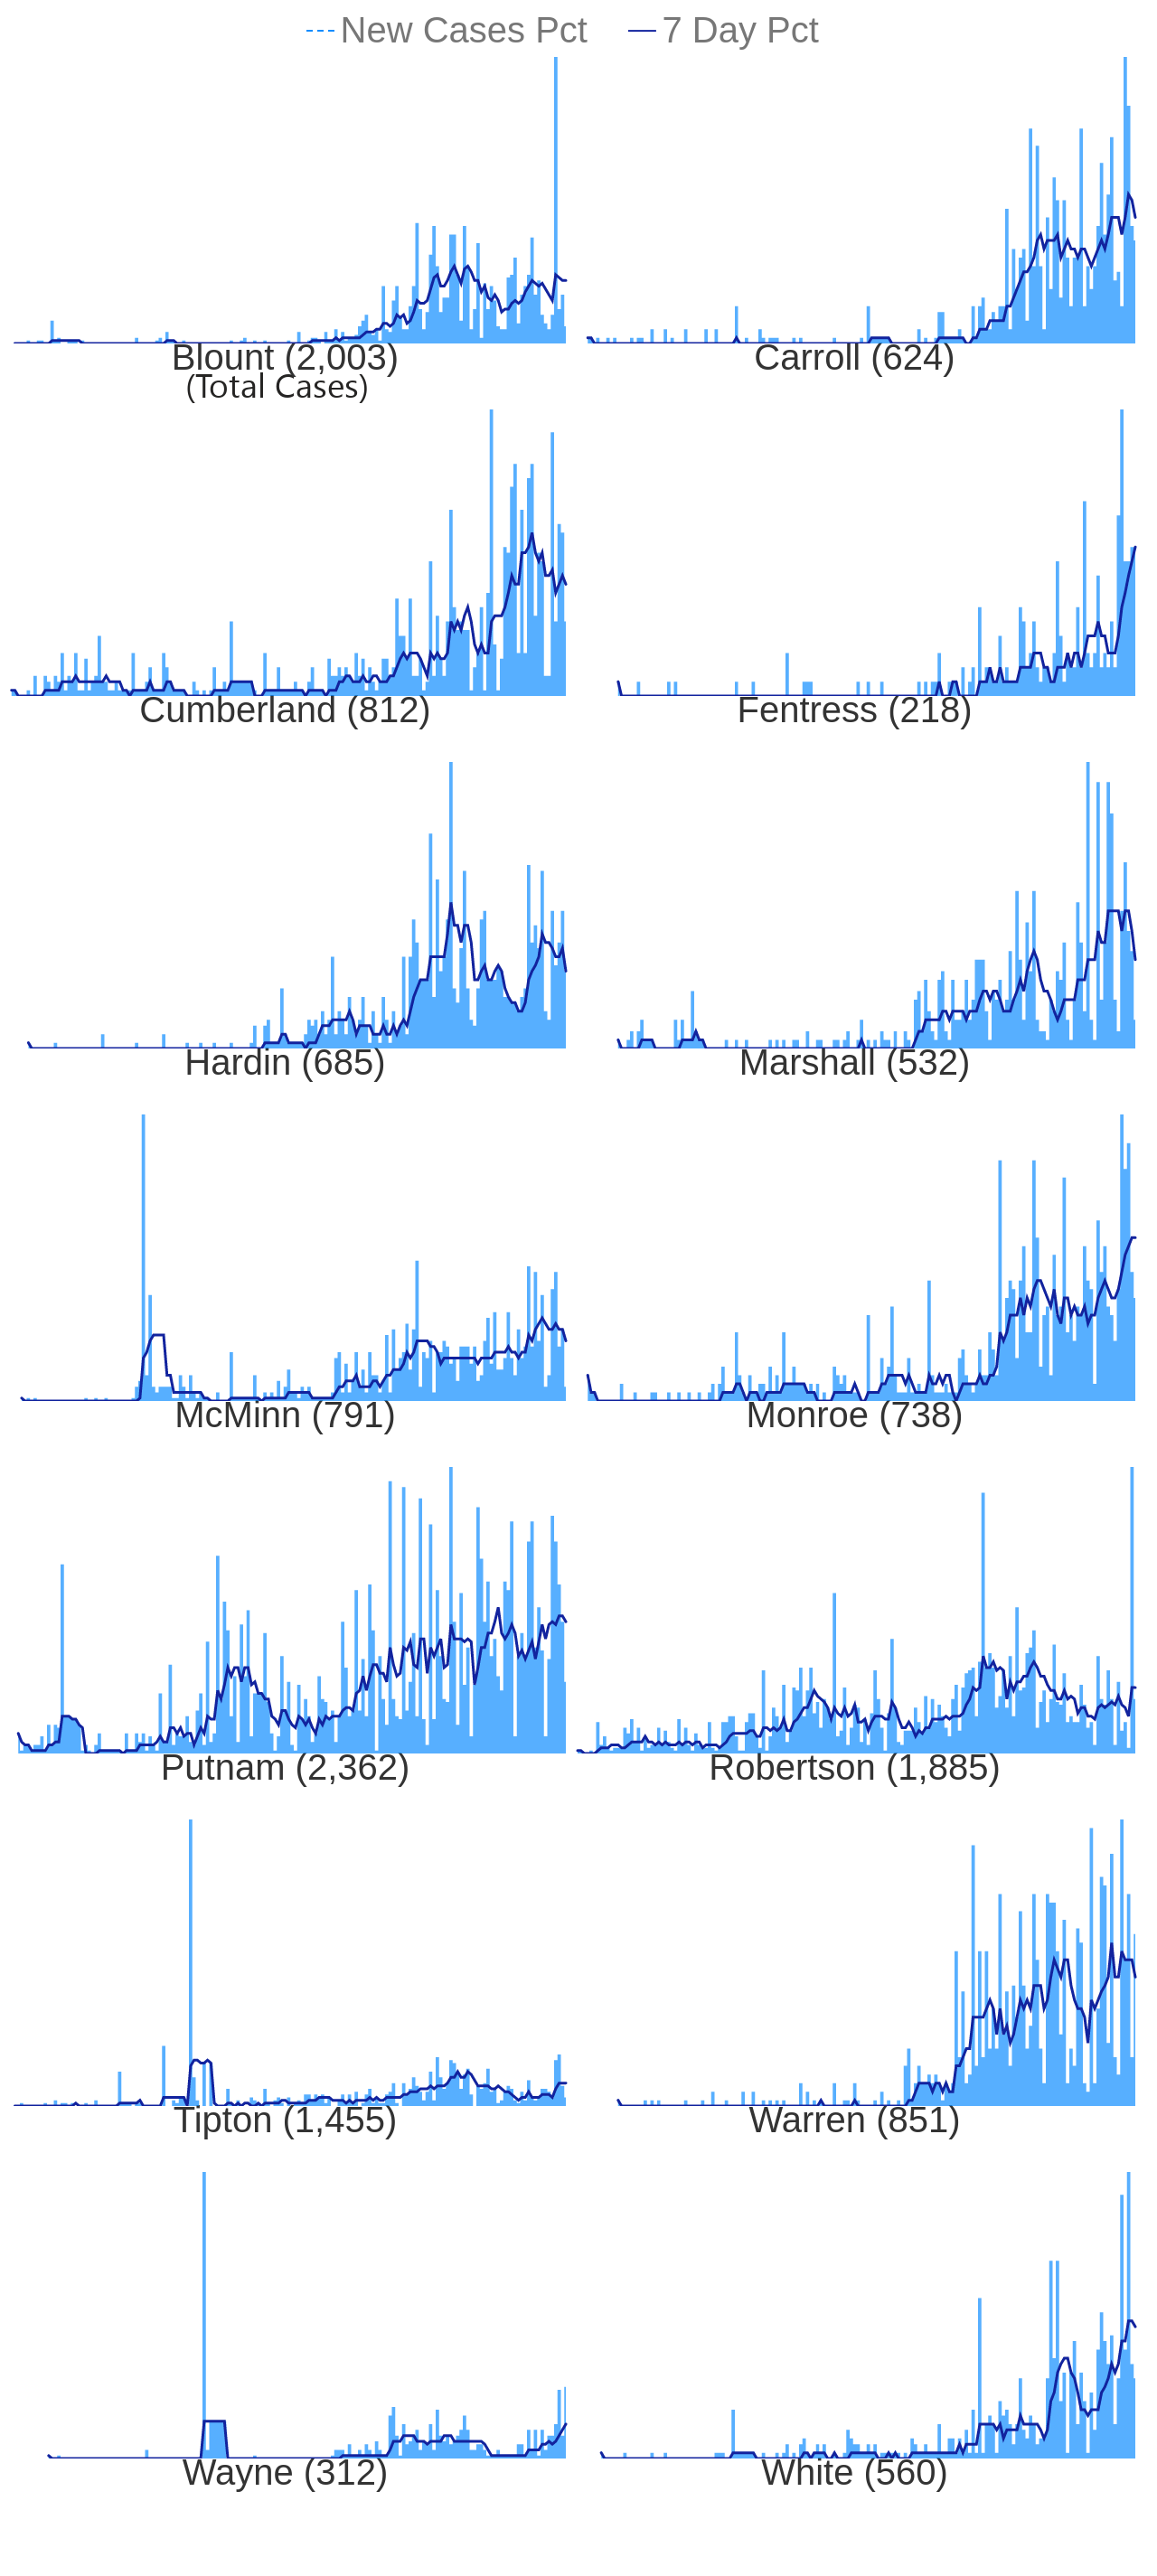 New Cases Pct 7 Day Pct
Blount (2,003) Carroll (624)
(Total Cases)
Cumberland (812) Fentress (218)
Hardin (685) Marshall (532)
McMinn (791) Monroe (738)
Putnam (2,362) Robertson (1,885)
Tipton (1,455) Warren (851)
Wayne (312) White (560)